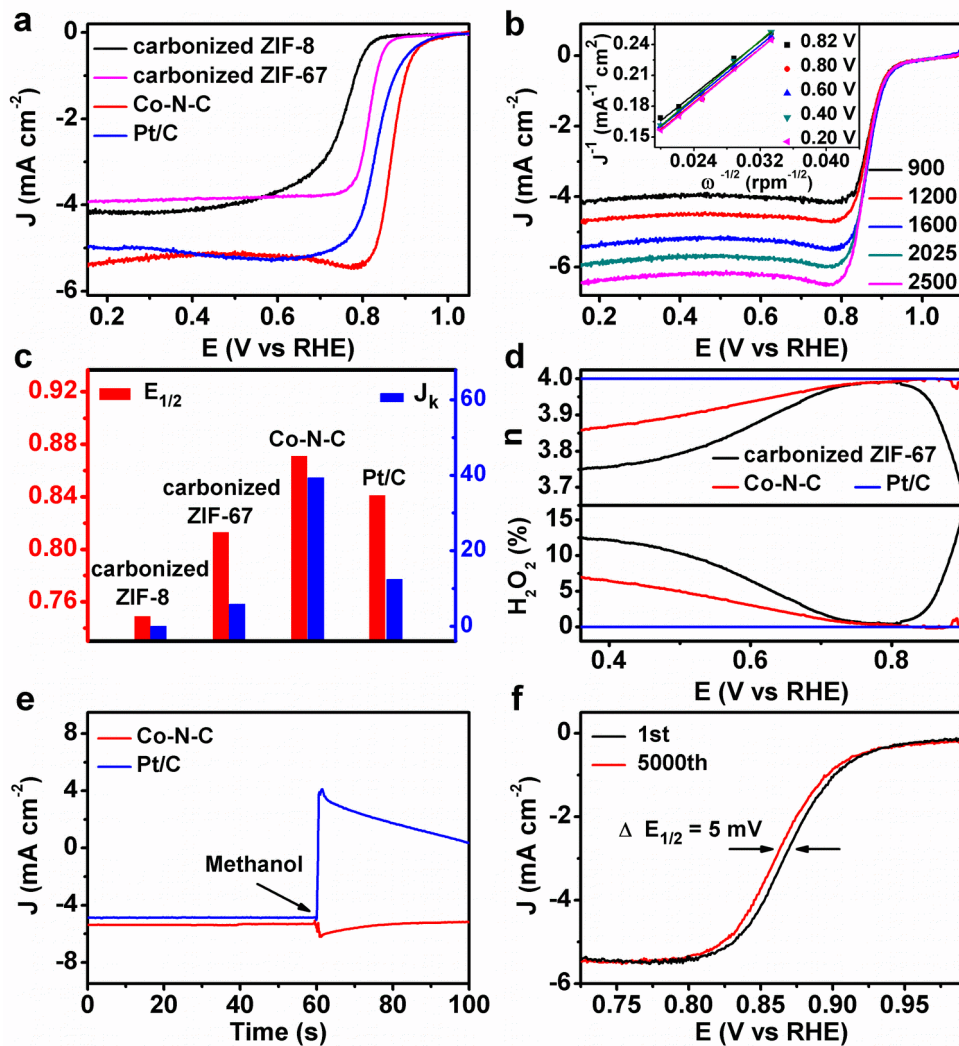 a
carbonized ZIF-8
carbonized ZIF-67
Co-N-C
Pt/C
0
-2
-4
-6
J (mA cm-2)
0.2 0.4 0.6 0.8 1.0
E (V vs RHE)
b
0.24
0.21
0.18
0.15
J-1 (mA-1 cm2)
0.024 0.032 0.040
ω-1/2 (rpm-1/2)
0.82 V
0.80 V
0.60 V
0.40 V
0.20 V
900
1200
1600
2025
2500
0
-2
-4
-6
J (mA cm-2)
0.2 0.4 0.6 0.8 1.0
E (V vs RHE)
c
0.92
0.88
0.84
0.80
0.76
E1/2
Jk
60
40
20
0
carbonized
ZIF-8
carbonized
ZIF-67
Co-N-C
Pt/C
d
4.0
3.9
3.8
3.7
n
carbonized ZIF-67
Co-N-C
Pt/C
15
10
5
0
H2O2 (%)
0.4 0.6 0.8
E (V vs RHE)
e
Co-N-C
Pt/C
8
4
0
-4
-8
J (mA cm-2)
Methanol
0 20 40 60 80 100
Time (s)
f
1st
5000th
0
-2
-4
-6
J (mA cm-2)
Δ E1/2 = 5 mV
0.75 0.80 0.85 0.90 0.95
E (V vs RHE)